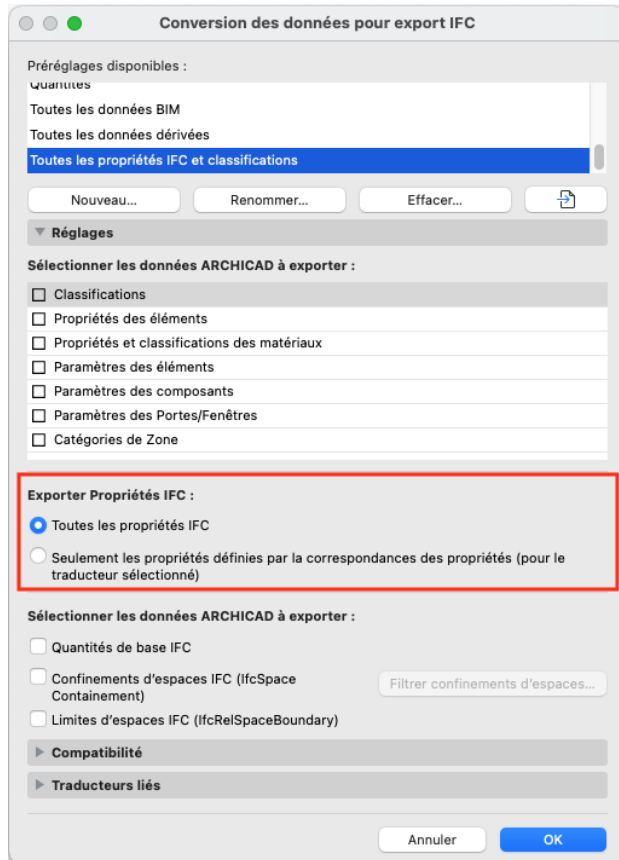 Conversion des données pour export IFC
Préréglages disponibles :
Quantités
Toutes les données BIM
Toutes les données dérivées
Toutes les propriétés IFC et classifications
Nouveau...
Renommer...
Effacer...
Réglages
Sélectionner les données ARCHICAD à exporter :
Classifications
Propriétés des éléments
Propriétés et classifications des matériaux
Paramètres des éléments
Paramètres des composants
Paramètres des Portes/Fenêtres
Catégories de Zone
Exporter Propriétés IFC :
Toutes les propriétés IFC
Seulement les propriétés définies par la correspondances des propriétés (pour le
traducteur sélectionné)
Sélectionner les données ARCHICAD à exporter :
Quantités de base IFC
Confinements d'espaces IFC (IfcSpace
Containement)
Filtrer confinements d'espaces...
Limites d'espaces IFC (IfcRelSpaceBoundary)
Compatibilité
Traducteurs liés
Annuler
OK